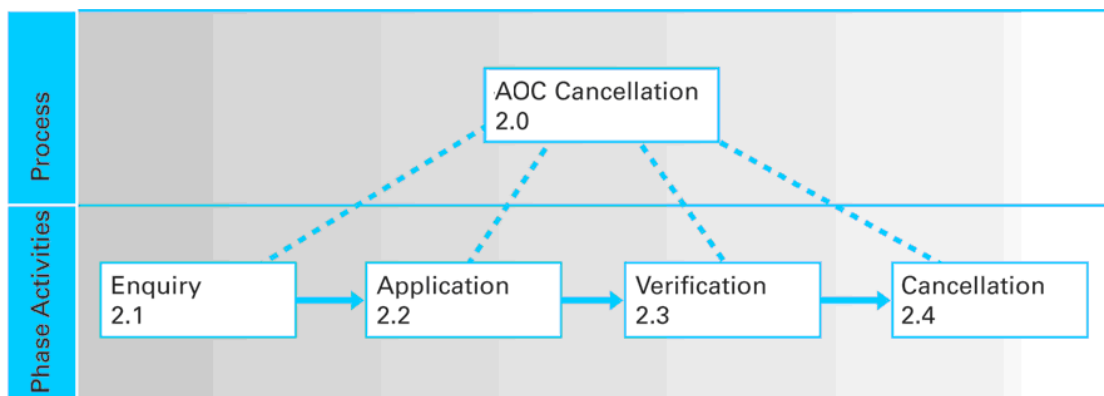 Process
AOC Cancellation
2.0
Phase Activities
Enquiry
2.1
Application
2.2
Verification
2.3
Cancellation
2.4